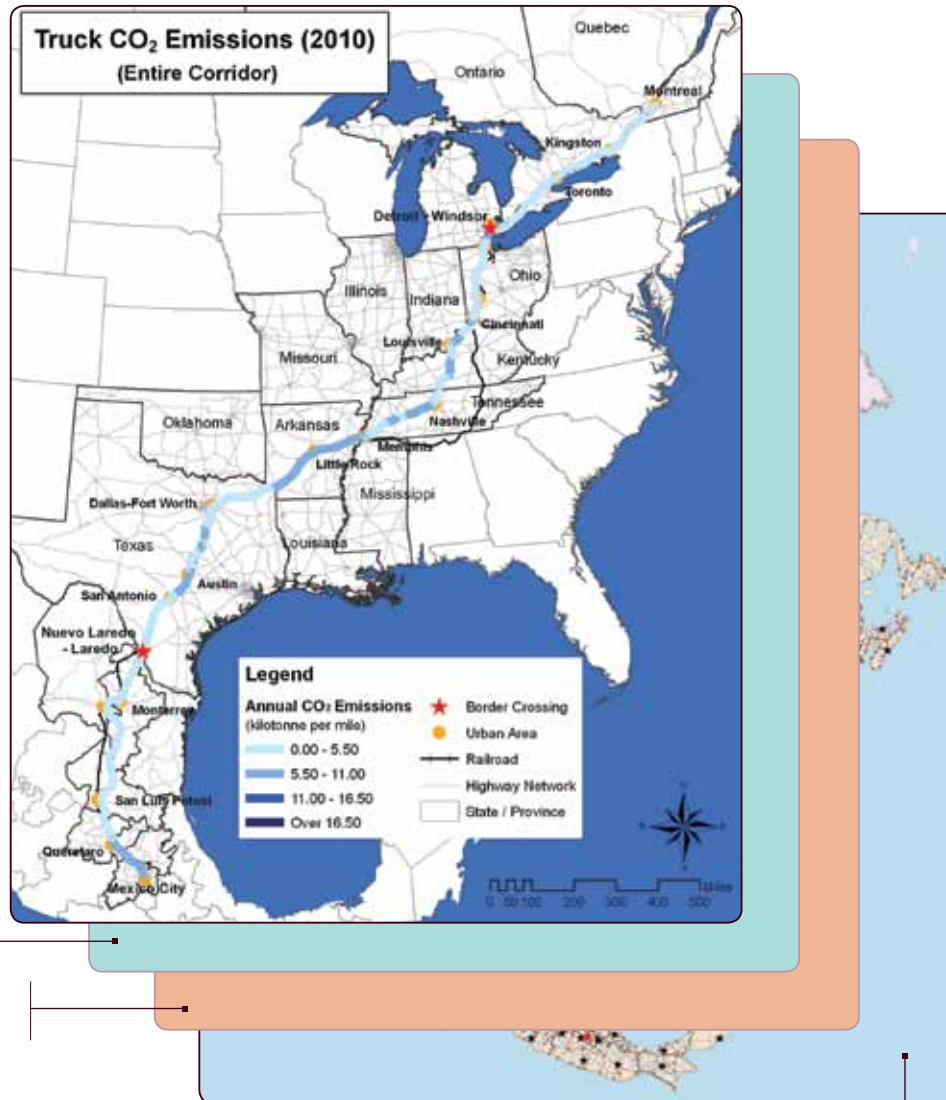 Truck CO₂ Emissions (2010)
(Entire Corridor)
Quebec
Ontario
Montreal
Kingston
Toronto
Detroit - Windsor
Ohio
Illinois
Indiana
Cincinnati
Louisville
Missouri
Kentucky
Tennessee
Oklahoma
Arkansas
Nashville
Memphis
Little Rock
Mississippi
Dallas-Fort Worth
Texas
Louisiana
Austin
San Antonio
Nuevo Laredo
- Laredo
Monterrey
San Luis Potosi
Queretaro
Mexico City
Legend
Annual CO₂ Emissions
(kilotonne per mile)
0.00 - 5.50
5.50 - 11.00
11.00 - 16.50
Over 16.50
Border Crossing
Urban Area
Railroad
Highway Network
State / Province
Miles
0 50 100 200 300 400 500